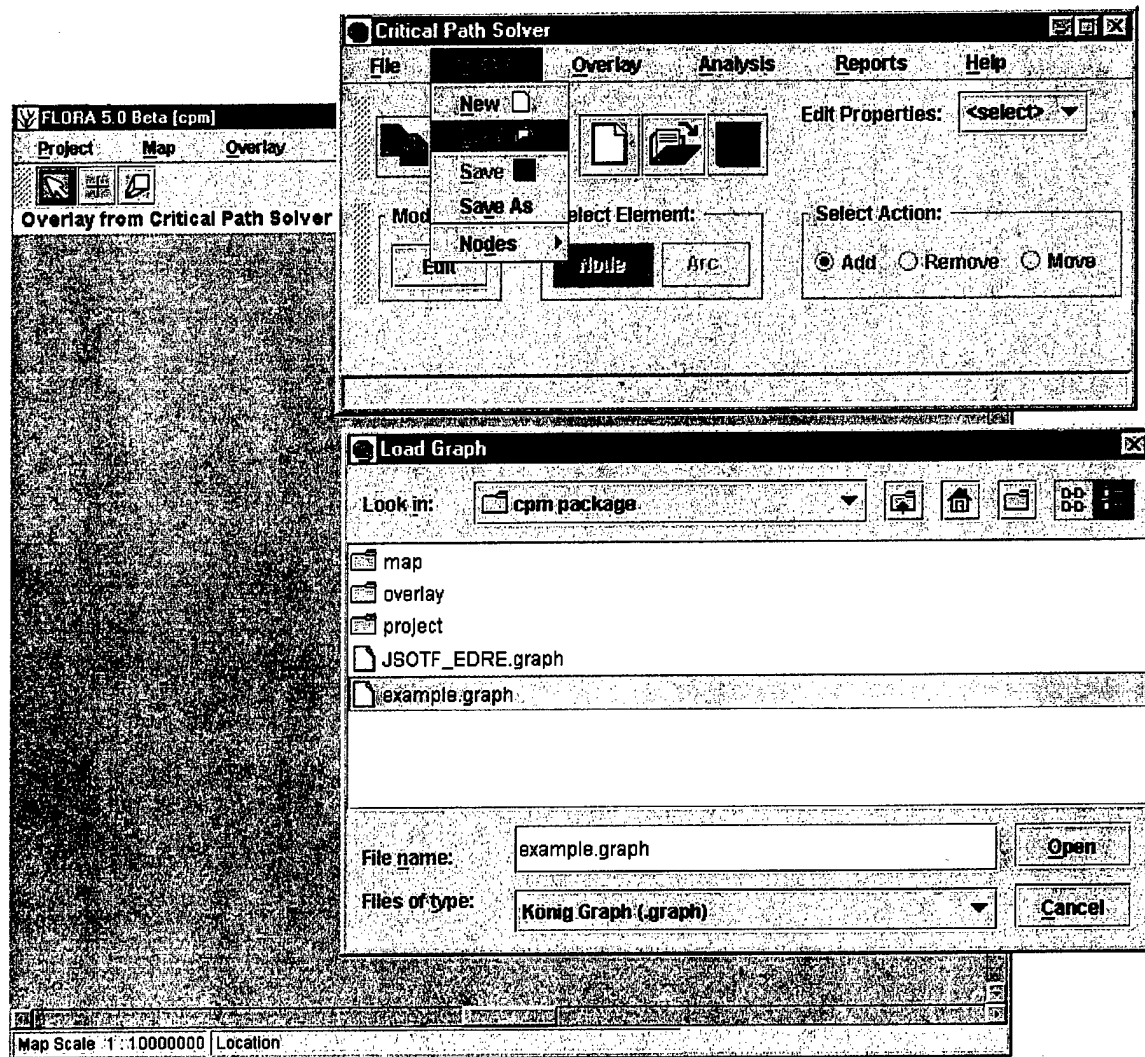 Critical Path Solver
File Overlay Analysis Reports Help
New
Save
Save As
Nodes
Edit Properties: <select>
Select Element:
Edit Node Arc
Select Action:
Add Remove Move
FLORA 5.0 Beta [cpm]
Project Map Overlay
Overlay from Critical Path Solver
Load Graph
Look in: cpm package
map
overlay
project
JSOTF_EDRE.graph
example.graph
File name: example.graph Open
Files of type: König Graph (.graph) Cancel
Map Scale 1 : 10000000 Location